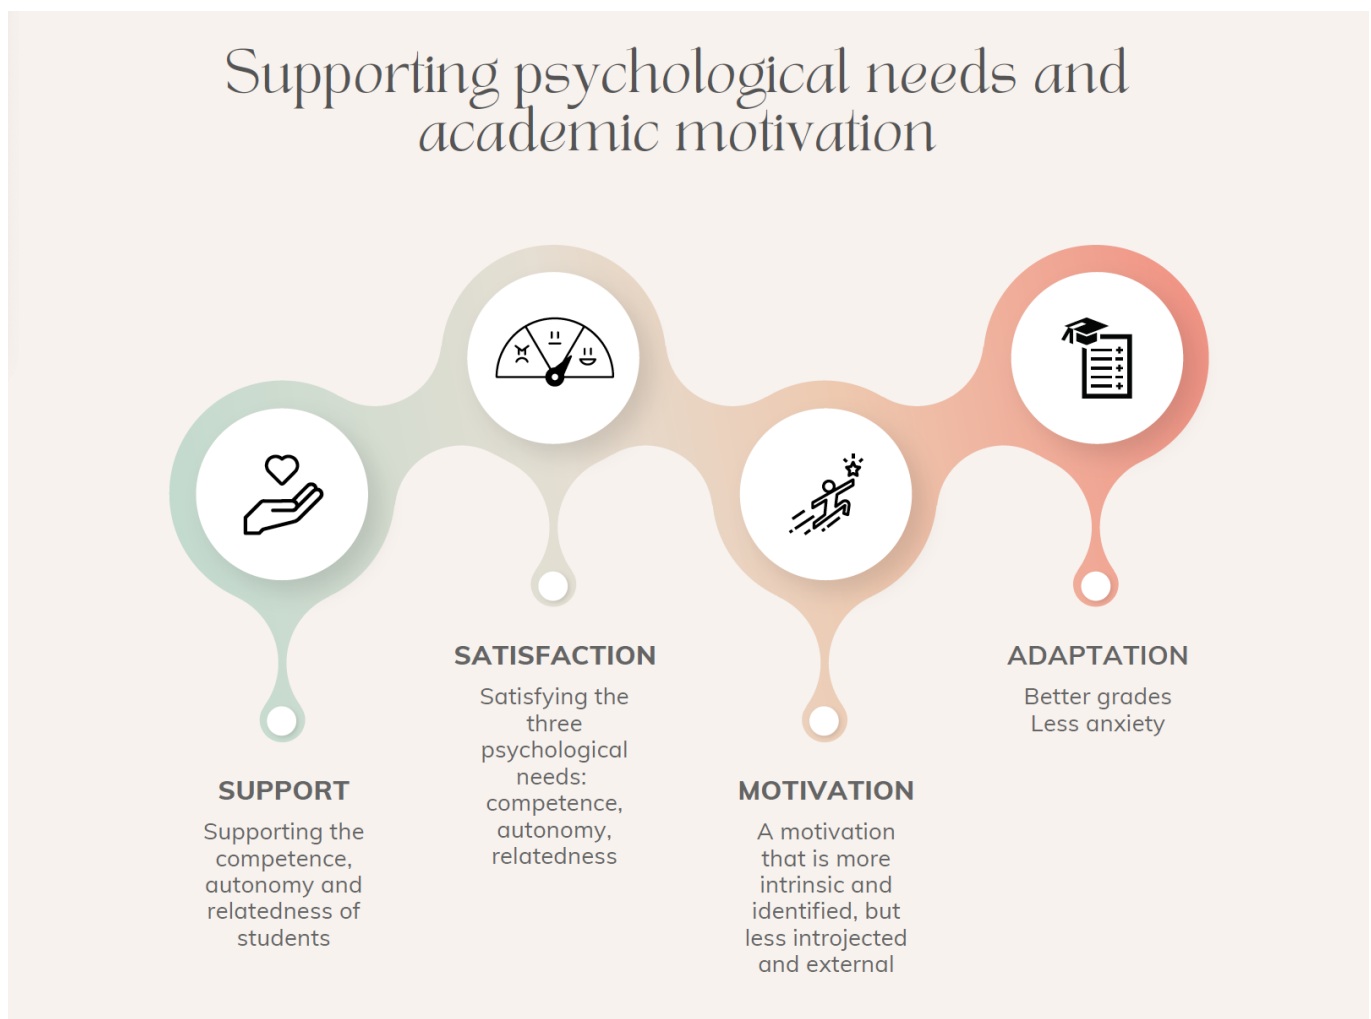 Supporting psychological needs and
academic motivation
SUPPORT
Supporting the
competence,
autonomy and
relatedness of
students
SATISFACTION
Satisfying the
three
psychological
needs:
competence,
autonomy,
relatedness
MOTIVATION
A motivation
that is more
intrinsic and
identified, but
less introjected
and external
ADAPTATION
Better grades
Less anxiety